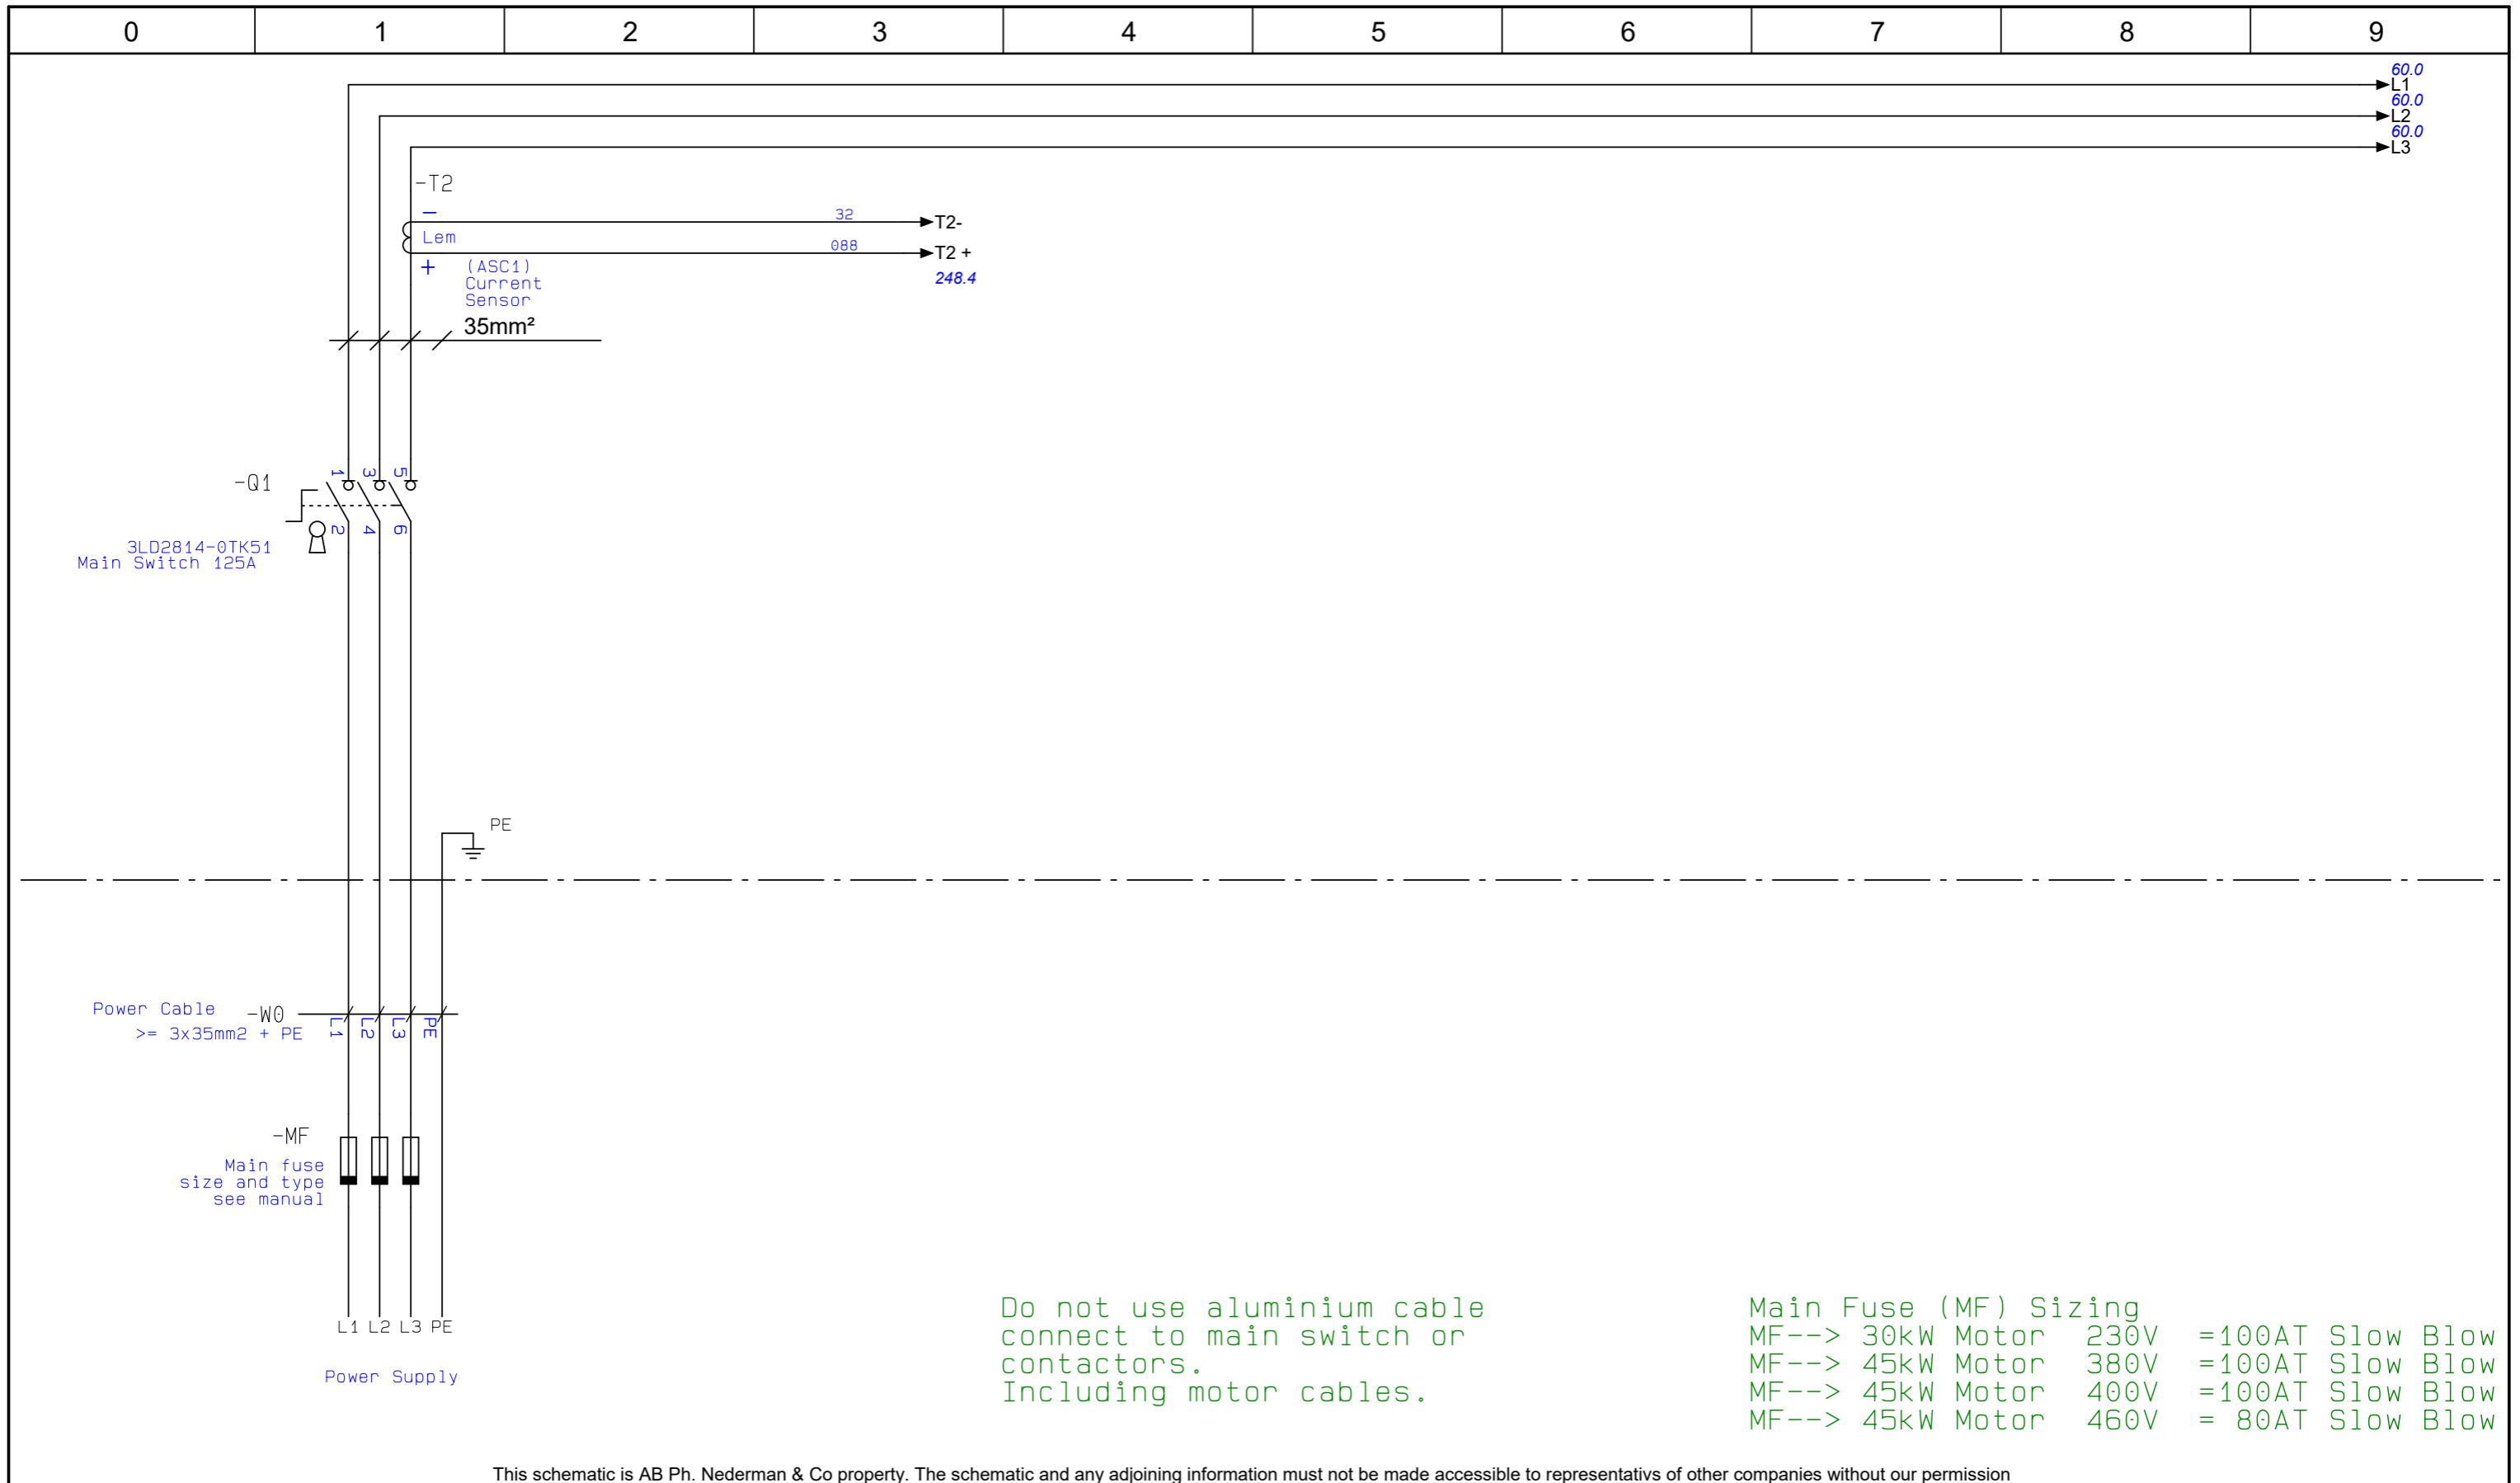 0 1 2 3 4 5 6 7 8 9
60.0
L1
60.0
L2
60.0
L3
-T2
-
32
T2-
Lem
088
T2 +
+
(ASC1)
Current
Sensor
248.4
35mm²
-Q1
1 3 5
2 4 6
3LD2814-0TK51
Main Switch 125A
PE
Power Cable
>= 3x35mm2 + PE
-W0
L1 L2 L3 PE
-MF
Main fuse
size and type
see manual
L1 L2 L3 PE
Power Supply
Do not use aluminium cable
connect to main switch or
contactors.
Including motor cables.
Main Fuse (MF) Sizing
MF--> 30kW Motor 230V =100AT Slow Blow
MF--> 45kW Motor 380V =100AT Slow Blow
MF--> 45kW Motor 400V =100AT Slow Blow
MF--> 45kW Motor 460V = 80AT Slow Blow
This schematic is AB Ph. Nederman & Co property. The schematic and any adjoining information must not be made accessible to representativs of other companies without our permission